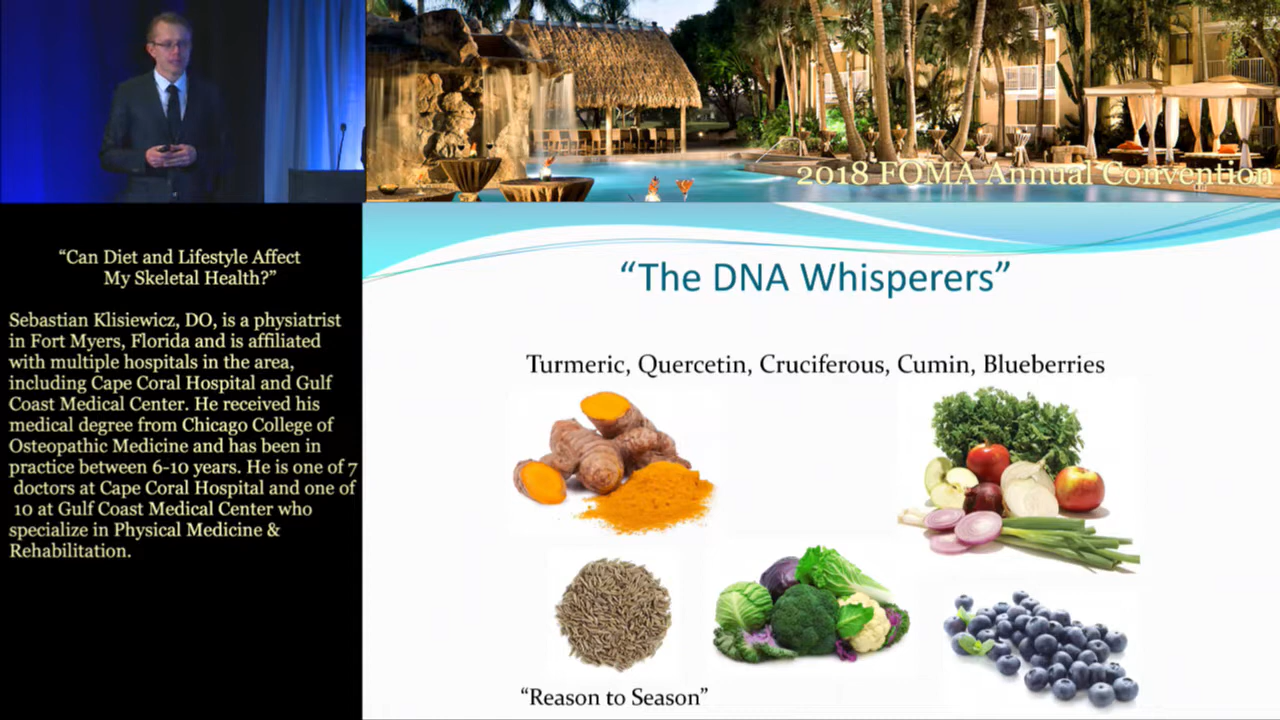 2018 FOMA Annual Convention
“Can Diet and Lifestyle Affect
My Skeletal Health?”
Sebastian Klisiewicz, DO, is a physiatrist
in Fort Myers, Florida and is affiliated
with multiple hospitals in the area,
including Cape Coral Hospital and Gulf
Coast Medical Center. He received his
medical degree from Chicago College of
Osteopathic Medicine and has been in
practice between 6-10 years. He is one of 7
doctors at Cape Coral Hospital and one of
10 at Gulf Coast Medical Center who
specialize in Physical Medicine &
Rehabilitation.
“The DNA Whisperers”
Turmeric, Quercetin, Cruciferous, Cumin, Blueberries
“Reason to Season”